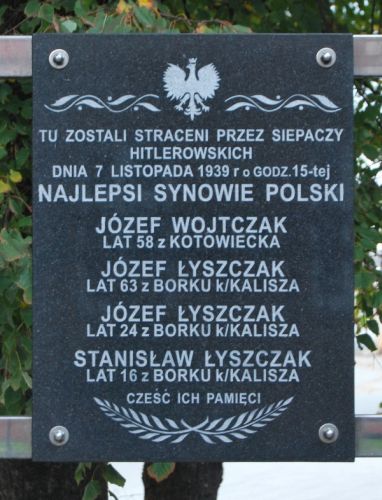 TU ZOSTALI STRACENI PRZEZ SIEPACZY
HITLEROWSKICH
DNIA 7 LISTOPADA 1939 r o GODZ.15-tej
NAJLEPSI SYNOWIE POLSKI
JÓZEF WOJTCZAK
LAT 58 z KOTOWIECKA
JÓZEF ŁYSZCZAK
LAT 63 z BORKU k/KALISZA
JÓZEF ŁYSZCZAK
LAT 24 z BORKU k/KALISZA
STANISŁAW ŁYSZCZAK
LAT 16 z BORKU k/KALISZA
CZEŚĆ ICH PAMIĘCI